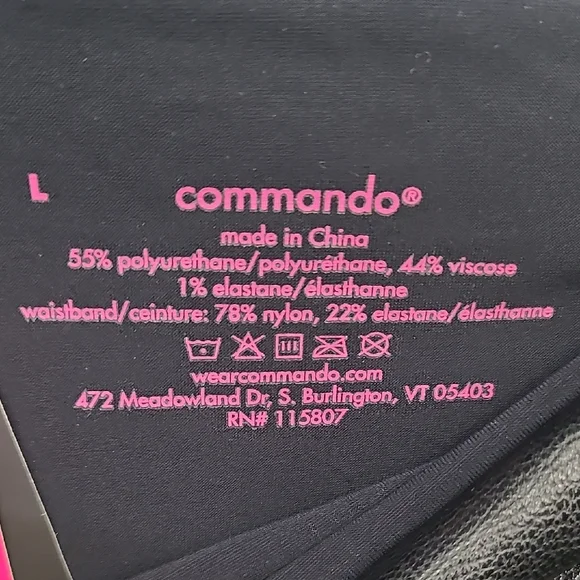 L
commando®
made in China
55% polyurethane/polyuréthane, 44% viscose
1% elastane/élasthanne
waistband/ceinture: 78% nylon, 22% elastane/élasthanne
wearcommando.com
472 Meadowland Dr, S. Burlington, VT 05403
RN# 115807